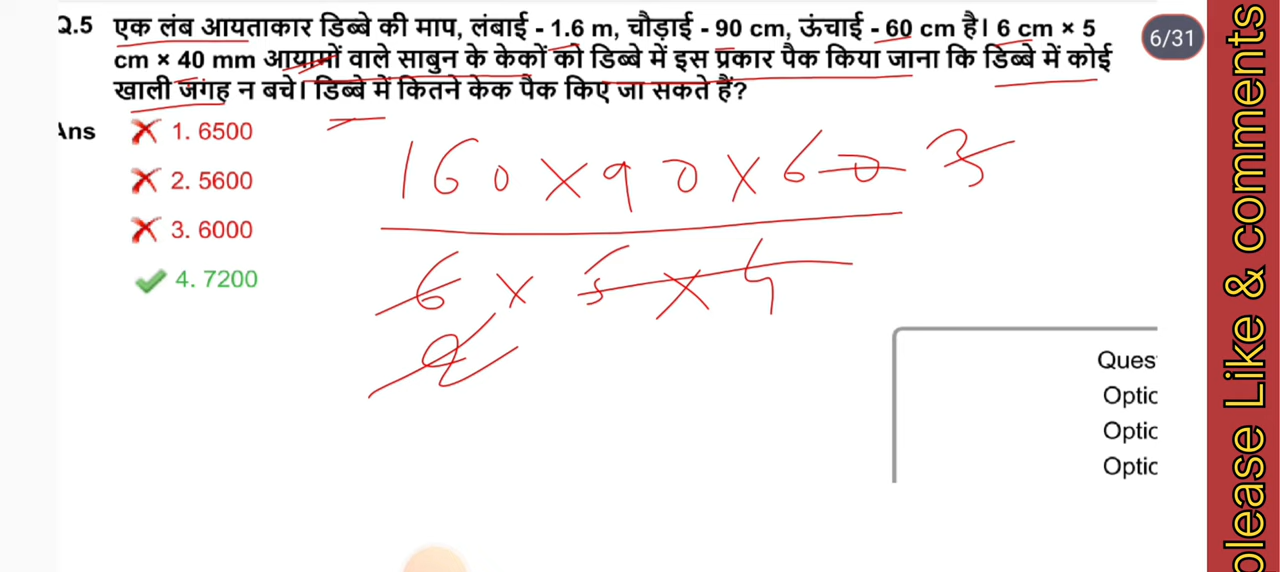 Q.5 एक लंब आयताकार डिब्बे की माप, लंबाई - 1.6 m, चौड़ाई - 90 cm, ऊंचाई - 60 cm है। 6 cm × 5
cm × 40 mm आयामों वाले साबुन के केकों को डिब्बे में इस प्रकार पैक किया जाना कि डिब्बे में कोई
खाली जगह न बचे। डिब्बे में कितने केक पैक किए जा सकते हैं?
6/31
Ans 1. 6500
2. 5600
3. 6000
4. 7200
160 × 90 × 60 3
6 × 5 × 4
2
Ques
Optic
Optic
Optic
please Like & comments